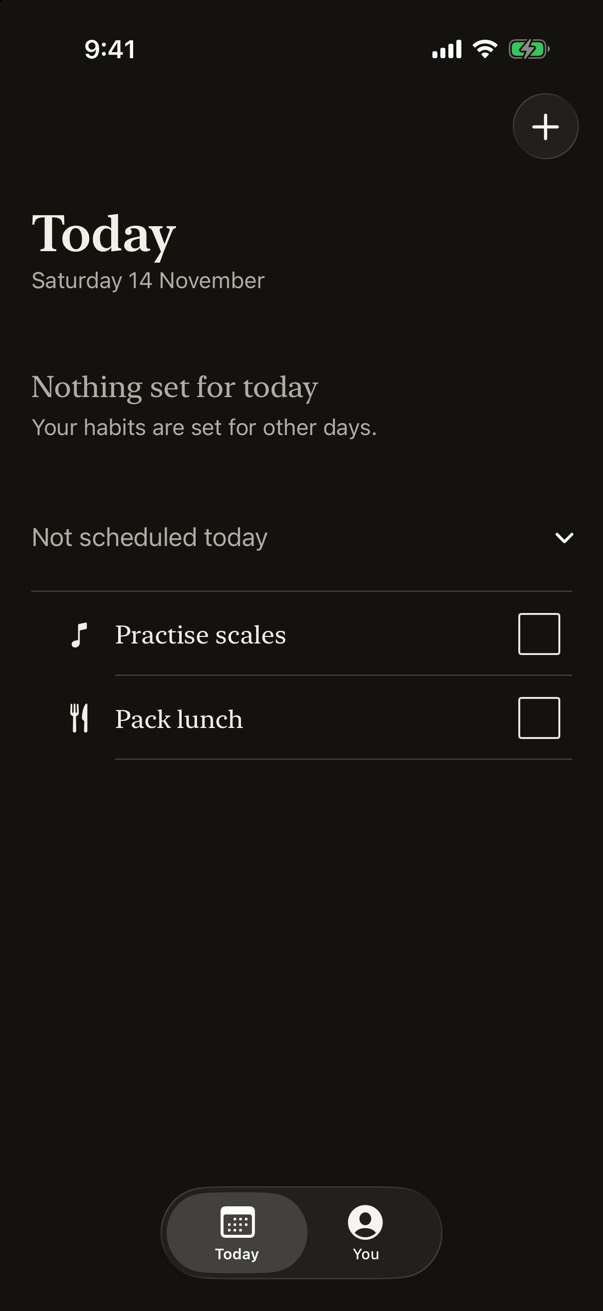 9:41
Today
Saturday 14 November
Nothing set for today
Your habits are set for other days.
Not scheduled today
Practise scales
Pack lunch
Today
You